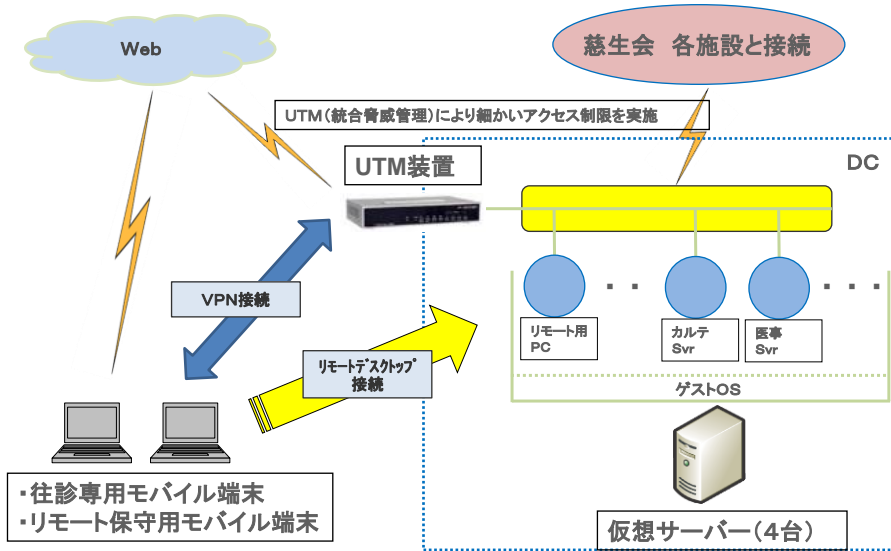 Web
慈生会 各施設と接続
UTM(統合脅威管理)により細かいアクセス制限を実施
UTM装置
DC
VPN接続
リモート用
PC
・・
カルテ
Svr
医事
Svr
・・・
ﾘﾓｰﾄﾃﾞｽｸﾄｯﾌﾟ
接続
ゲストOS
・往診専用モバイル端末
・リモート保守用モバイル端末
仮想サーバー(4台)